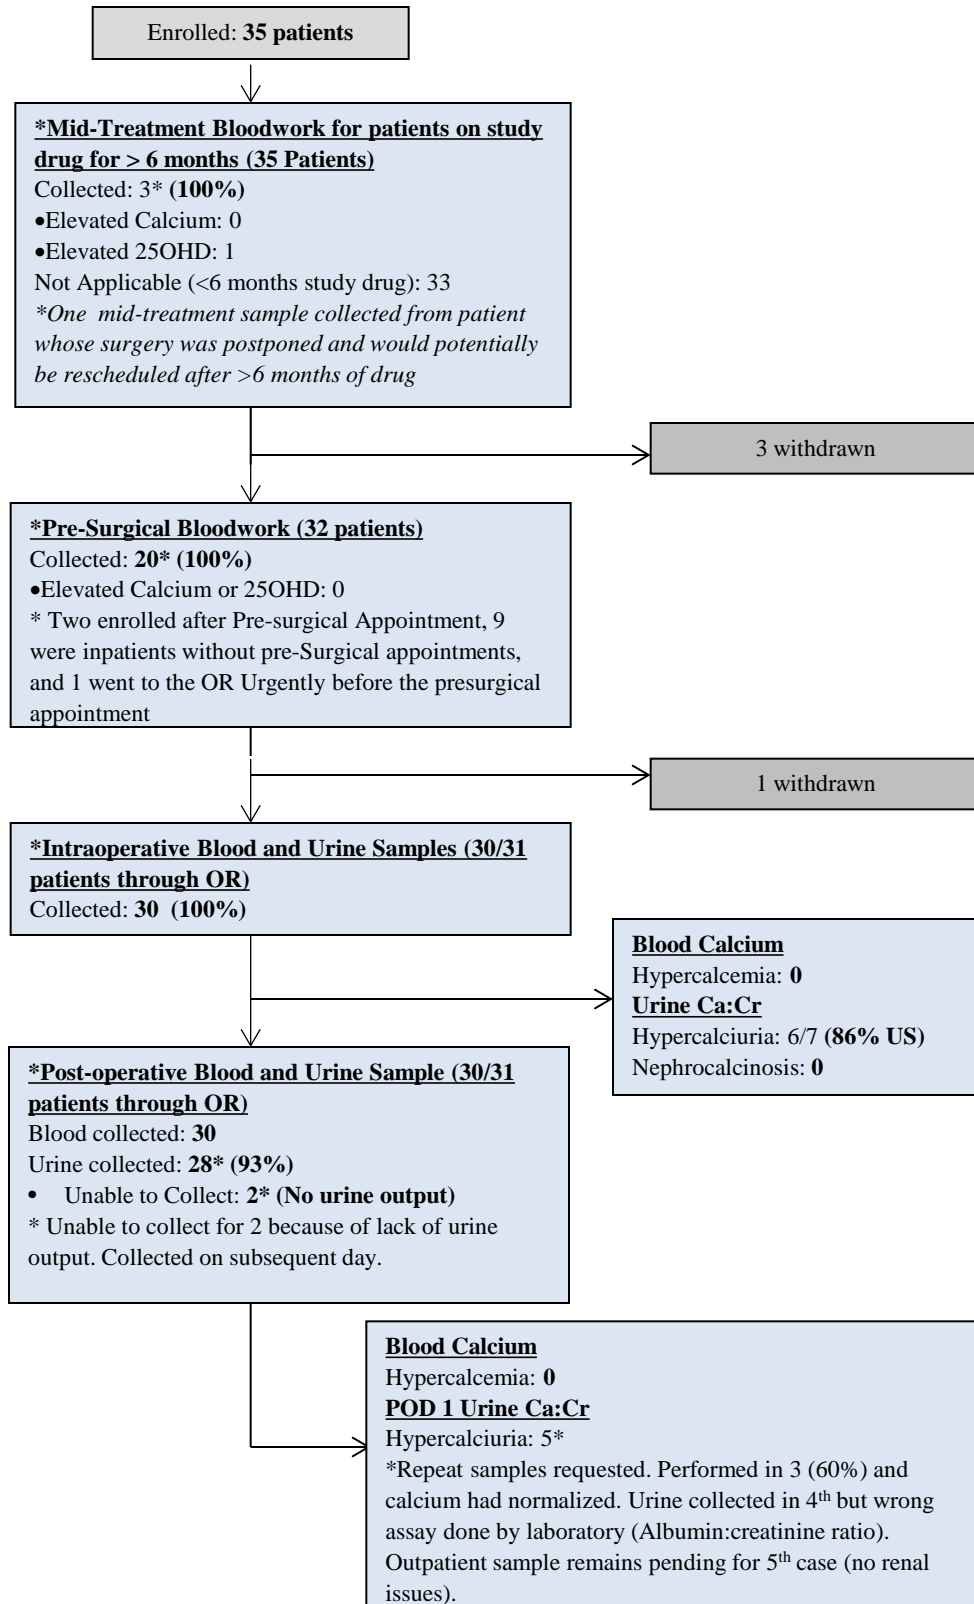 Enrolled: 35 patients
*Mid-Treatment Bloodwork for patients on study
drug for > 6 months (35 Patients)
Collected: 3* (100%)
•Elevated Calcium: 0
•Elevated 25OHD: 1
Not Applicable (<6 months study drug): 33
*One mid-treatment sample collected from patient
whose surgery was postponed and would potentially
be rescheduled after >6 months of drug
3 withdrawn
*Pre-Surgical Bloodwork (32 patients)
Collected: 20* (100%)
•Elevated Calcium or 25OHD: 0
* Two enrolled after Pre-surgical Appointment, 9
were inpatients without pre-Surgical appointments,
and 1 went to the OR Urgently before the presurgical
appointment
1 withdrawn
*Intraoperative Blood and Urine Samples (30/31
patients through OR)
Collected: 30 (100%)
Blood Calcium
Hypercalcemia: 0
Urine Ca:Cr
Hypercalciuria: 6/7 (86% US)
Nephrocalcinosis: 0
*Post-operative Blood and Urine Sample (30/31
patients through OR)
Blood collected: 30
Urine collected: 28* (93%)
• Unable to Collect: 2* (No urine output)
* Unable to collect for 2 because of lack of urine
output. Collected on subsequent day.
Blood Calcium
Hypercalcemia: 0
POD 1 Urine Ca:Cr
Hypercalciuria: 5*
*Repeat samples requested. Performed in 3 (60%) and
calcium had normalized. Urine collected in 4th but wrong
assay done by laboratory (Albumin:creatinine ratio).
Outpatient sample remains pending for 5th case (no renal
issues).